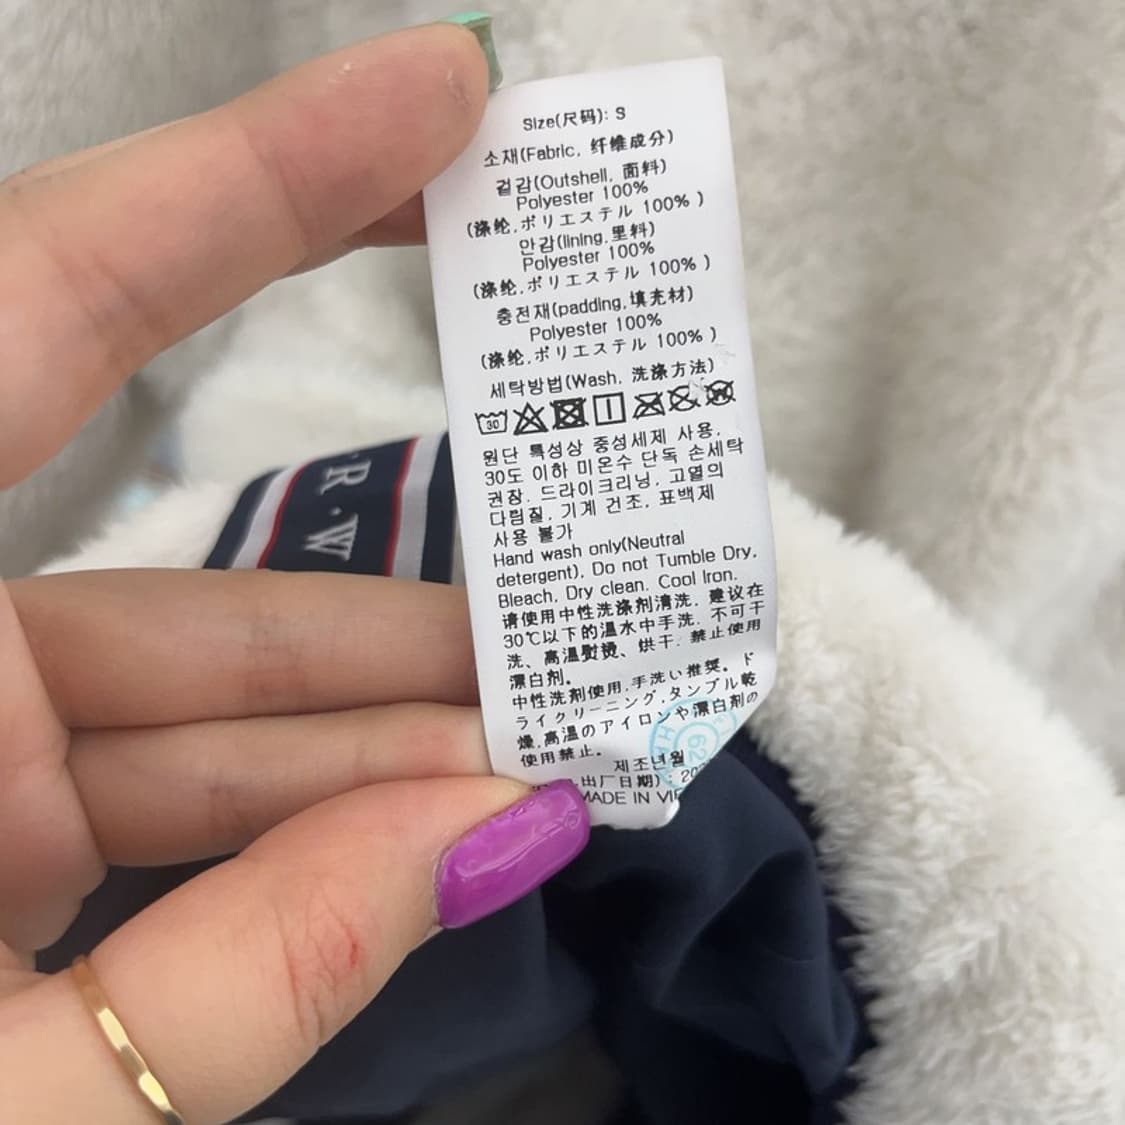 Size(尺码): S
소재(Fabric, 纤维成分)
겉감(Outshell, 面料)
Polyester 100%
(涤纶,ポリエステル 100% )
안감(lining,里料)
Polyester 100%
(涤纶,ポリエステル 100% )
충전재(padding,填充材)
Polyester 100%
(涤纶,ポリエステル 100% )
세탁방법(Wash, 洗涤方法)
30
원단 특성상 중성세제 사용,
30도 이하 미온수 단독 손세탁
권장. 드라이크리닝, 고열의
다림질, 기계 건조, 표백제
사용 불가
Hand wash only(Neutral
detergent), Do not Tumble Dry,
Bleach, Dry clean, Cool Iron.
请使用中性洗涤剂清洗, 建议在
30℃以下的温水中手洗, 不可干
洗、高温熨烫、烘干, 禁止使用
漂白剂。
中性洗剤使用,手洗い推奨。ド
ライクリーニング,タンブル乾
燥,高温のアイロンや漂白剤の
使用禁止。
제조년월
出厂日期) : 20
MADE IN VIE
R.W
62